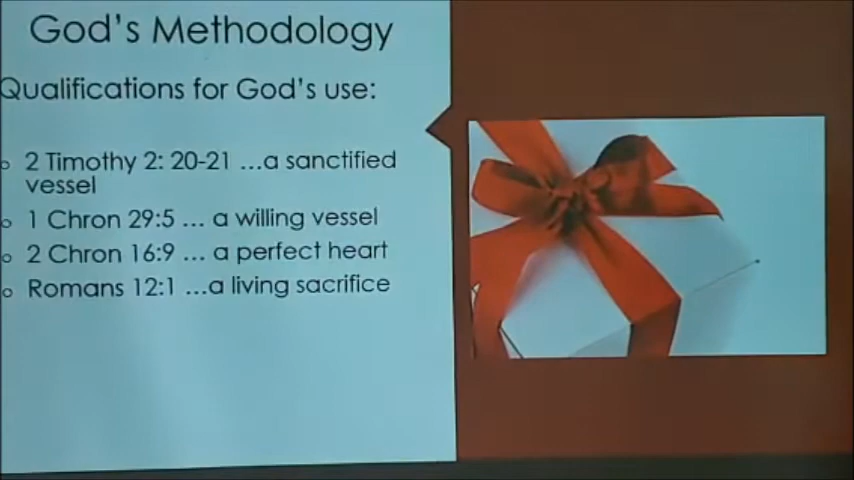 God's Methodology
Qualifications for God's use:
o 2 Timothy 2: 20-21 ...a sanctified
vessel
o 1 Chron 29:5 ... a willing vessel
o 2 Chron 16:9 ... a perfect heart
o Romans 12:1 ...a living sacrifice